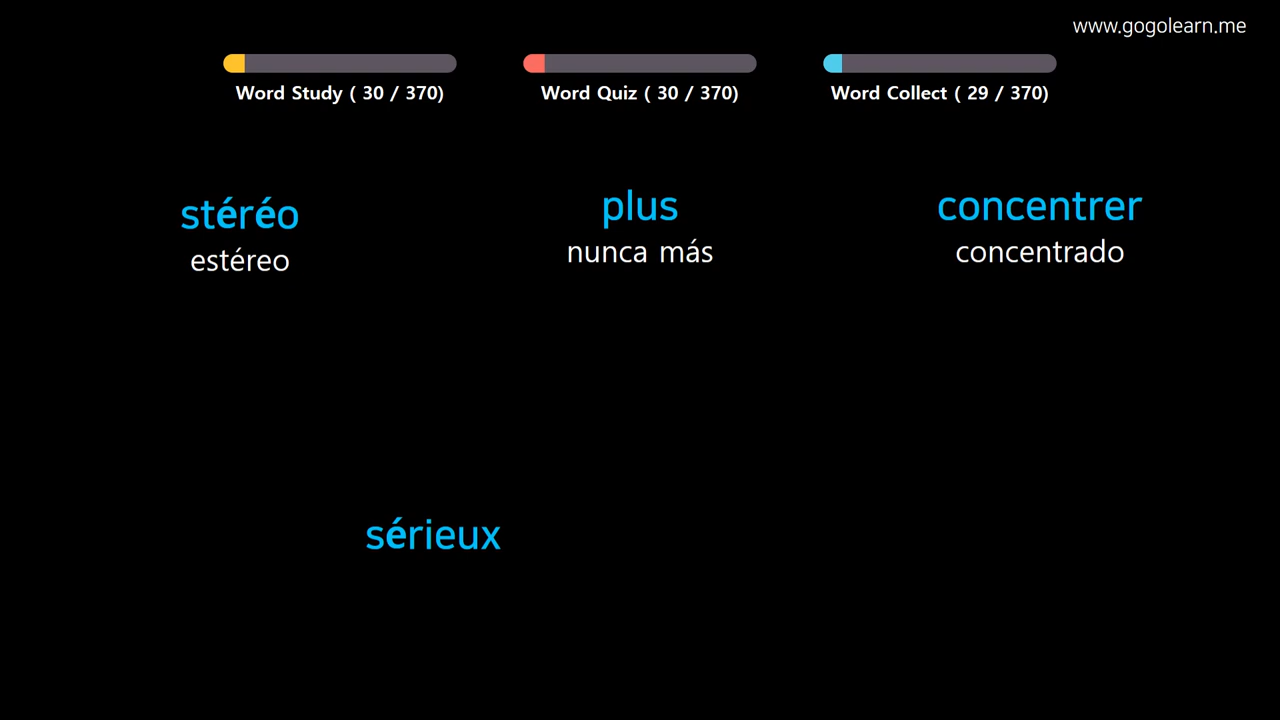 www.gogolearn.me
Word Study ( 30 / 370)
Word Quiz ( 30 / 370)
Word Collect ( 29 / 370)
stéréo
estéreo
plus
nunca más
concentrer
concentrado
sérieux